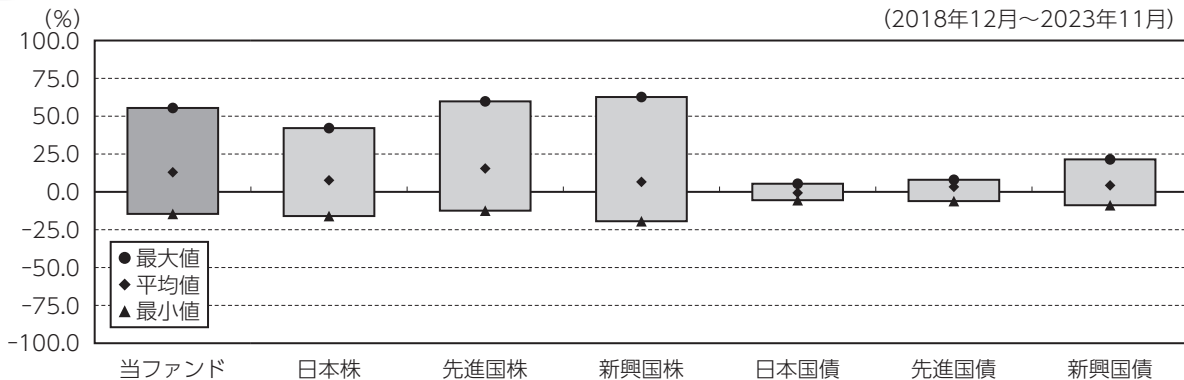 (%)
(2018年12月～2023年11月)
100.0
75.0
50.0
25.0
0.0
-25.0
-50.0
-75.0
-100.0
●最大値
◆平均値
▲最小値
当ファンド 日本株 先進国株 新興国株 日本国債 先進国債 新興国債